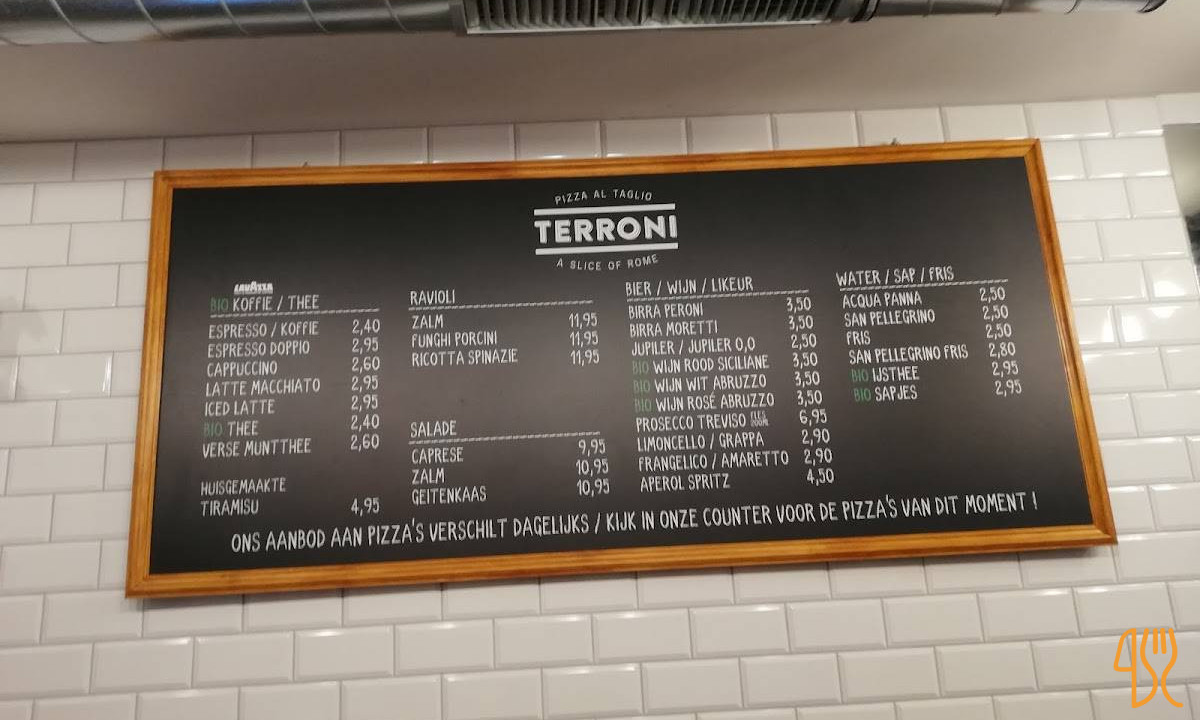 PIZZA AL TAGLIO
TERRONI
A SLICE OF ROME
LAVAZZA
BIO KOFFIE / THEE
ESPRESSO / KOFFIE 2,40
ESPRESSO DOPPIO 2,95
CAPPUCCINO 2,60
LATTE MACCHIATO 2,95
ICED LATTE 2,95
BIO THEE 2,40
VERSE MUNTTHEE 2,60
HUISGEMAAKTE
TIRAMISU 4,95
RAVIOLI
ZALM 11,95
FUNGHI PORCINI 11,95
RICOTTA SPINAZIE 11,95
SALADE
CAPRESE 9,95
ZALM 10,95
GEITENKAAS 10,95
BIER / WIJN / LIKEUR
BIRRA PERONI 3,50
BIRRA MORETTI 3,50
JUPILER / JUPILER 0,0 2,50
BIO WIJN ROOD SICILIANE 3,50
BIO WIJN WIT ABRUZZO 3,50
BIO WIJN ROSÉ ABRUZZO 3,50
PROSECCO TREVISO FLES 6,95
LIMONCELLO / GRAPPA 2,90
FRANGELICO / AMARETTO 2,90
APEROL SPRITZ 4,50
WATER / SAP / FRIS
ACQUA PANNA 2,50
SAN PELLEGRINO 2,50
FRIS 2,50
SAN PELLEGRINO FRIS 2,80
BIO IJSTHEE 2,95
BIO SAPJES 2,95
ONS AANBOD AAN PIZZA'S VERSCHILT DAGELIJKS / KIJK IN ONZE COUNTER VOOR DE PIZZA'S VAN DIT MOMENT !